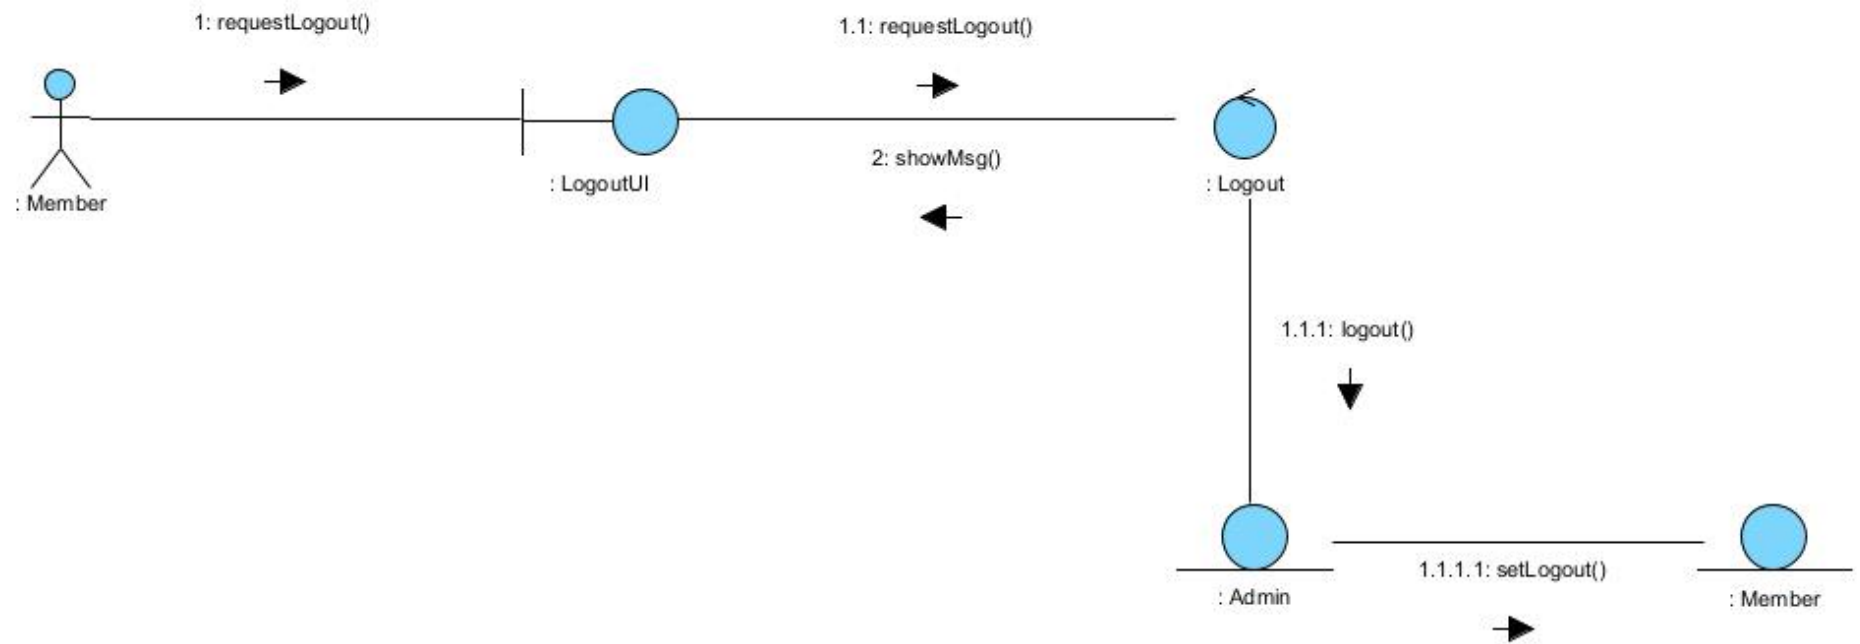 1: requestLogout()
1.1: requestLogout()
2: showMsg()
: LogoutUI
: Logout
: Member
1.1.1: logout()
1.1.1.1: setLogout()
: Admin
: Member